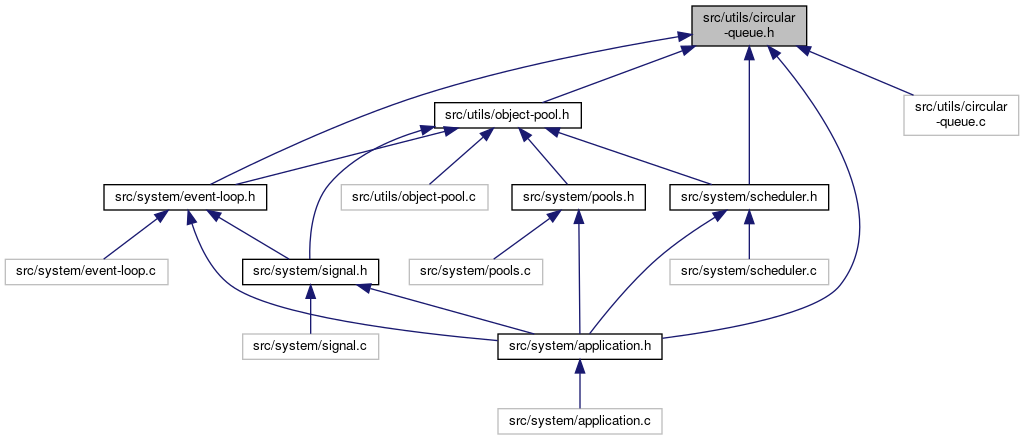 src/utils/circular
-queue.h
src/utils/object-pool.h
src/utils/circular
-queue.c
src/system/event-loop.h
src/utils/object-pool.c
src/system/pools.h
src/system/scheduler.h
src/system/event-loop.c
src/system/signal.h
src/system/pools.c
src/system/scheduler.c
src/system/signal.c
src/system/application.h
src/system/application.c